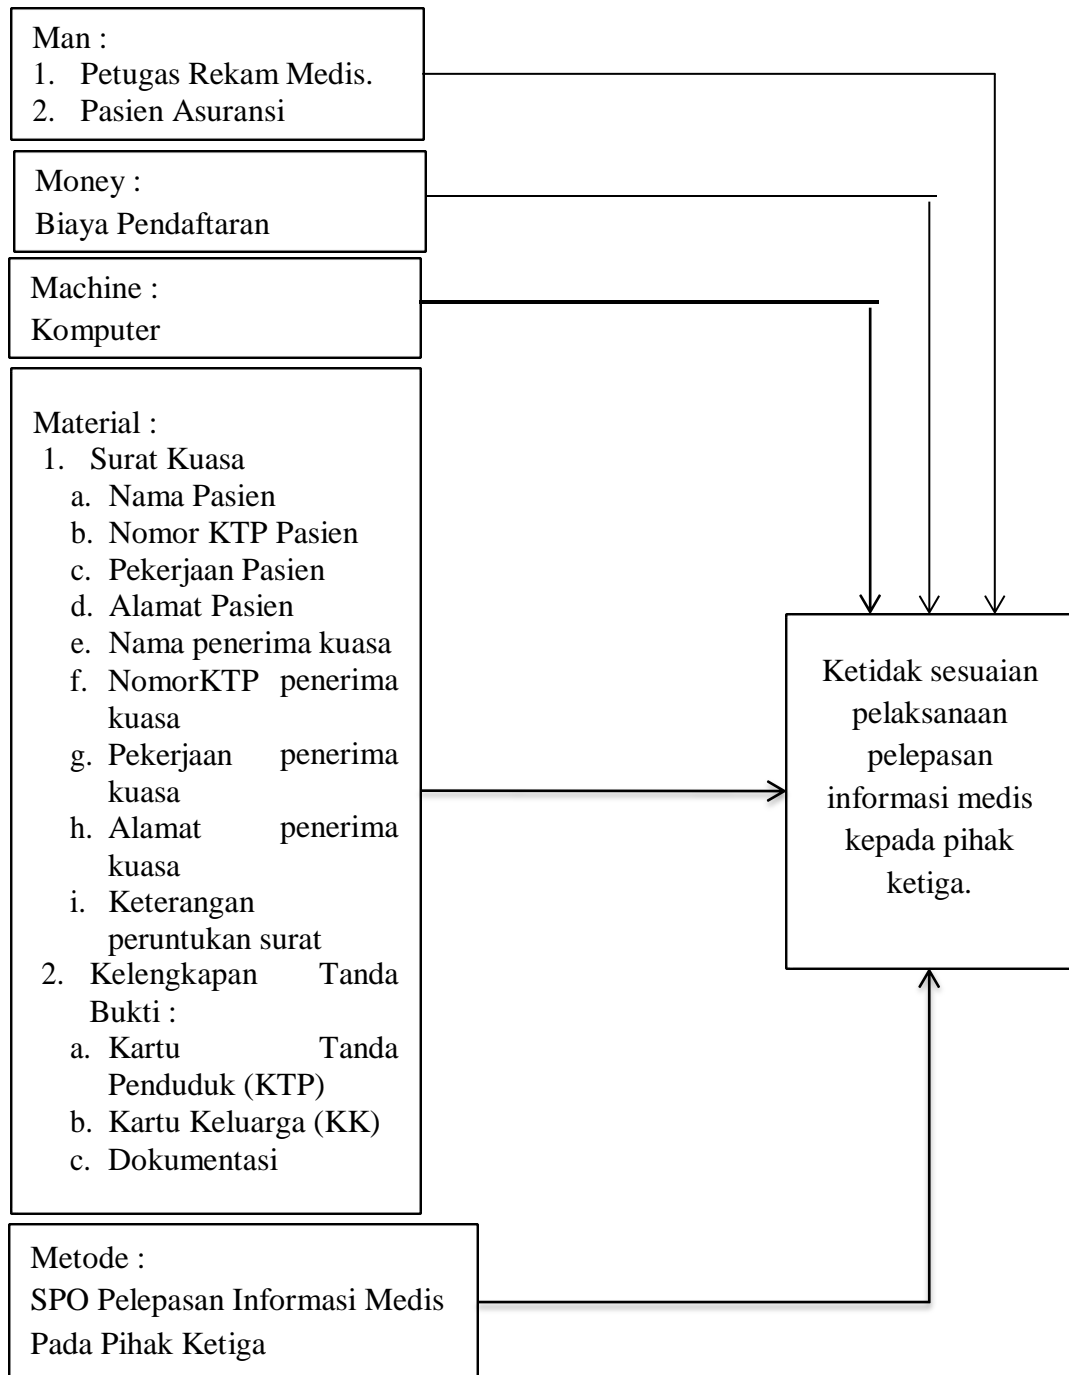 Man :
1. Petugas Rekam Medis.
2. Pasien Asuransi
Money :
Biaya Pendaftaran
Machine :
Komputer
Material :
1. Surat Kuasa
a. Nama Pasien
b. Nomor KTP Pasien
c. Pekerjaan Pasien
d. Alamat Pasien
e. Nama penerima kuasa
f. NomorKTP penerima
kuasa
g. Pekerjaan penerima
kuasa
h. Alamat penerima
kuasa
i. Keterangan
peruntukan surat
2. Kelengkapan Tanda
Bukti :
a. Kartu Tanda
Penduduk (KTP)
b. Kartu Keluarga (KK)
c. Dokumentasi
Metode :
SPO Pelepasan Informasi Medis
Pada Pihak Ketiga
Ketidak sesuaian
pelaksanaan
pelepasan
informasi medis
kepada pihak
ketiga.